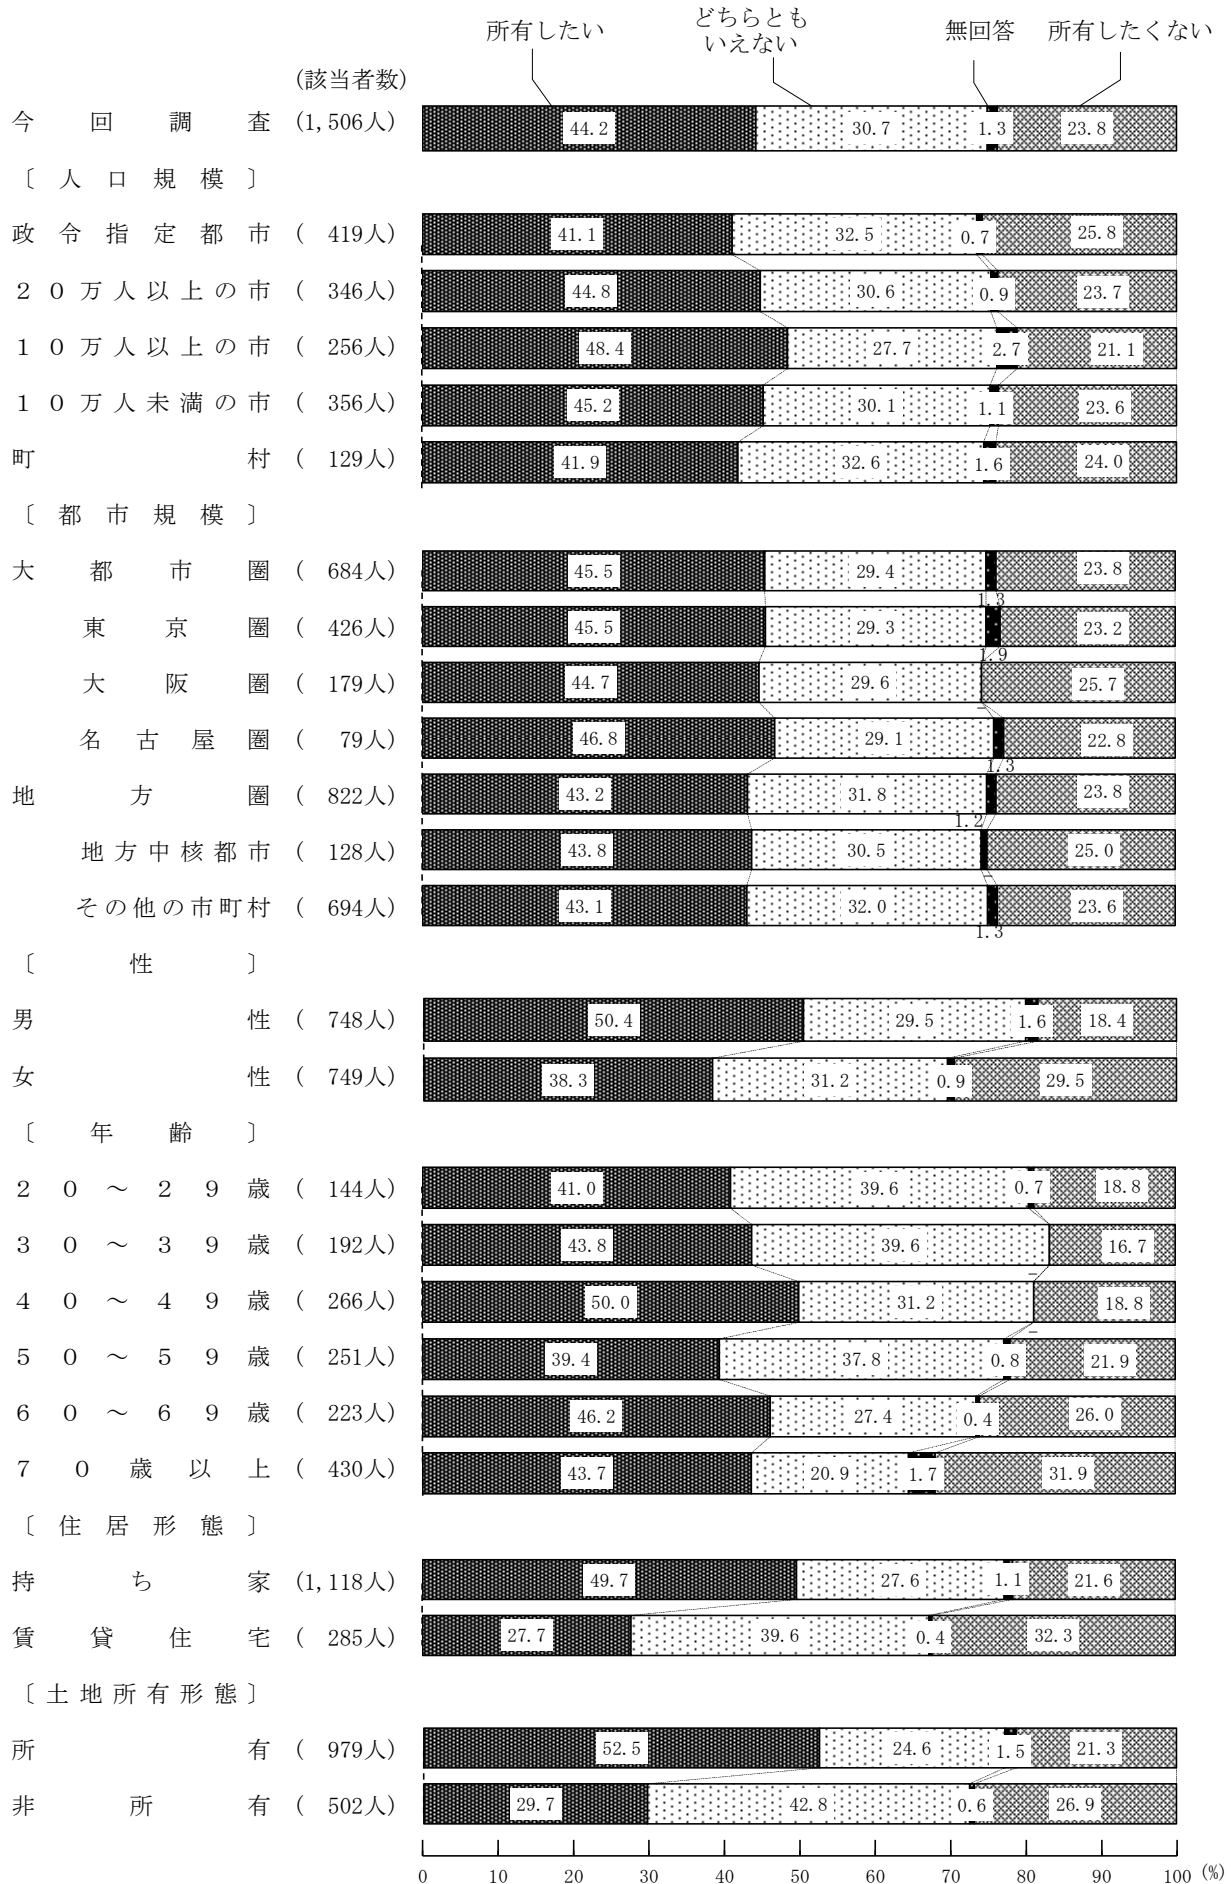 所有したい どちらとも
いえない 無回答 所有したくない
(該当者数)
今回調査 (1,506人) 44.2 30.7 1.3 23.8
〔人口規模〕
政令指定都市 (419人) 41.1 32.5 0.7 25.8
２０万人以上の市 (346人) 44.8 30.6 0.9 23.7
１０万人以上の市 (256人) 48.4 27.7 2.7 21.1
１０万人未満の市 (356人) 45.2 30.1 1.1 23.6
町村 (129人) 41.9 32.6 1.6 24.0
〔都市規模〕
大都市圏 (684人) 45.5 29.4 1.3 23.8
東京圏 (426人) 45.5 29.3 1.9 23.2
大阪圏 (179人) 44.7 29.6 － 25.7
名古屋圏 (79人) 46.8 29.1 1.3 22.8
地方圏 (822人) 43.2 31.8 1.2 23.8
地方中核都市 (128人) 43.8 30.5 － 25.0
その他の市町村 (694人) 43.1 32.0 1.3 23.6
〔性〕
男性 (748人) 50.4 29.5 1.6 18.4
女性 (749人) 38.3 31.2 0.9 29.5
〔年齢〕
２０～２９歳 (144人) 41.0 39.6 0.7 18.8
３０～３９歳 (192人) 43.8 39.6 － 16.7
４０～４９歳 (266人) 50.0 31.2 － 18.8
５０～５９歳 (251人) 39.4 37.8 0.8 21.9
６０～６９歳 (223人) 46.2 27.4 0.4 26.0
７０歳以上 (430人) 43.7 20.9 1.7 31.9
〔住居形態〕
持ち家 (1,118人) 49.7 27.6 1.1 21.6
賃貸住宅 (285人) 27.7 39.6 0.4 32.3
〔土地所有形態〕
所有 (979人) 52.5 24.6 1.5 21.3
非所有 (502人) 29.7 42.8 0.6 26.9
0 10 20 30 40 50 60 70 80 90 100 (%)